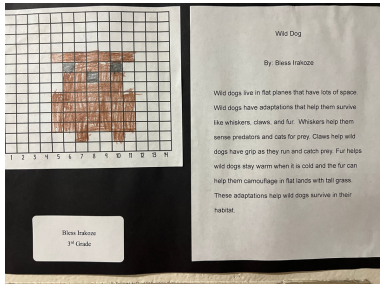 Wild Dog
By: Bless Irakoze
Wild dogs live in flat planes that have lots of space
Wild dogs have adaptations that help them survive
like whiskers, claws, and fur. Whiskers help them
sense predators and cats for prey. Claws help wild
dogs have grip as they run and catch prey. Fur helps
wild dogs stay warm when it is cold and the fur can
help them camouflage in flat lands with tall grass.
These adaptations help wild dogs survive in their
habitat.
1 2 3 4 5 6 7 8 9 10 11 12 13 14
Bless Irakoze
3rd Grade